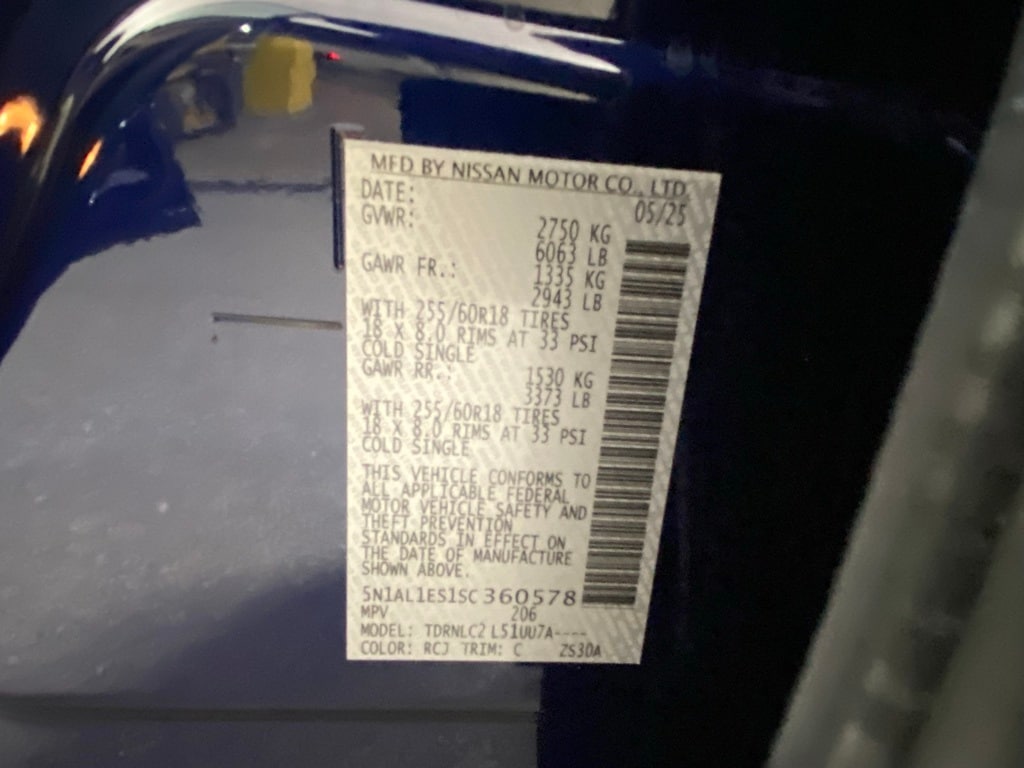 MFD BY NISSAN MOTOR CO., LTD.
DATE: 05/25
GVWR: 2750 KG
6063 LB
GAWR FR.: 1335 KG
2943 LB
WITH 255/60R18 TIRES
18 X 8.0 RIMS AT 33 PSI
COLD SINGLE
GAWR RR.: 1530 KG
3373 LB
WITH 255/60R18 TIRES
18 X 8.0 RIMS AT 33 PSI
COLD SINGLE
THIS VEHICLE CONFORMS TO
ALL APPLICABLE FEDERAL
MOTOR VEHICLE SAFETY AND
THEFT PREVENTION
STANDARDS IN EFFECT ON
THE DATE OF MANUFACTURE
SHOWN ABOVE.
5N1AL1ES1SC360578
MPV 206
MODEL: TDRNLC2 L51UU7A----
COLOR: RCJ TRIM: C ZS3DA